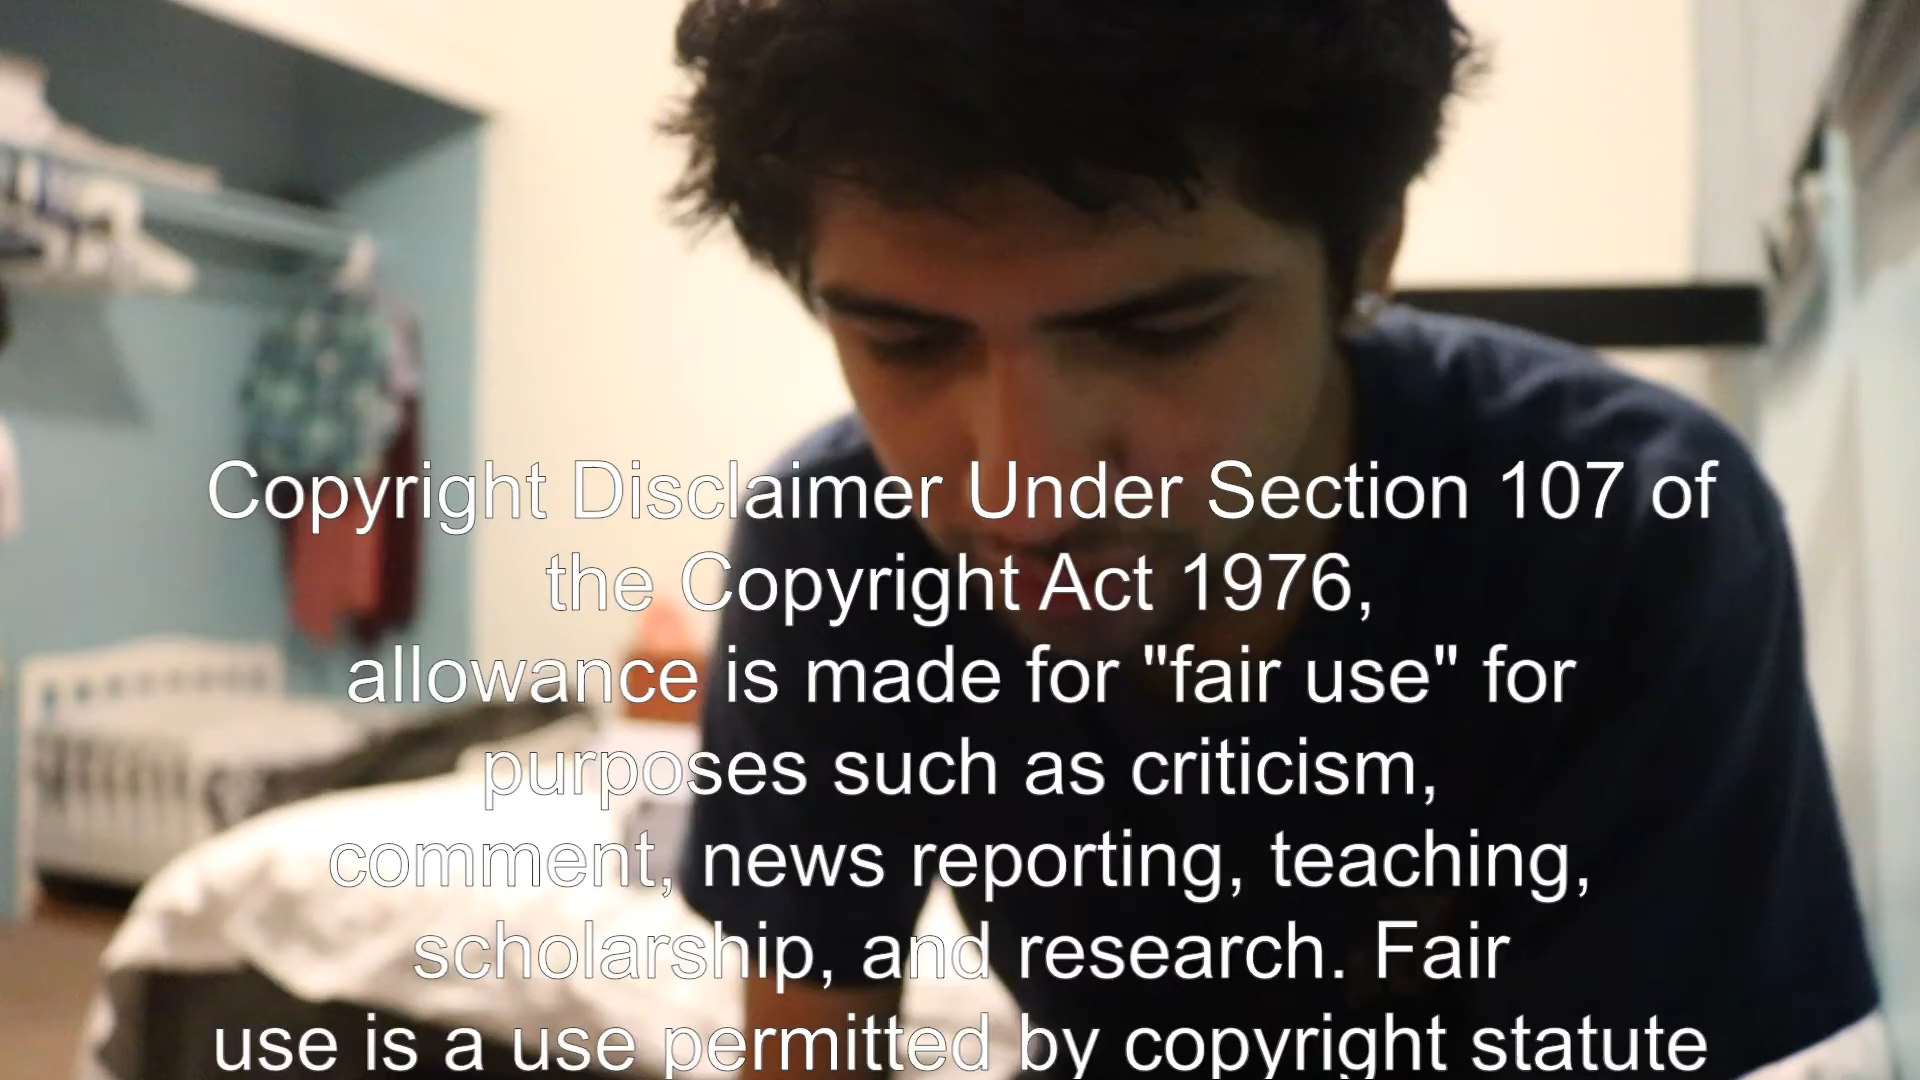 Copyright Disclaimer Under Section 107 of
the Copyright Act 1976,
allowance is made for "fair use" for
purposes such as criticism,
comment, news reporting, teaching,
scholarship, and research. Fair
use is a use permitted by copyright statute